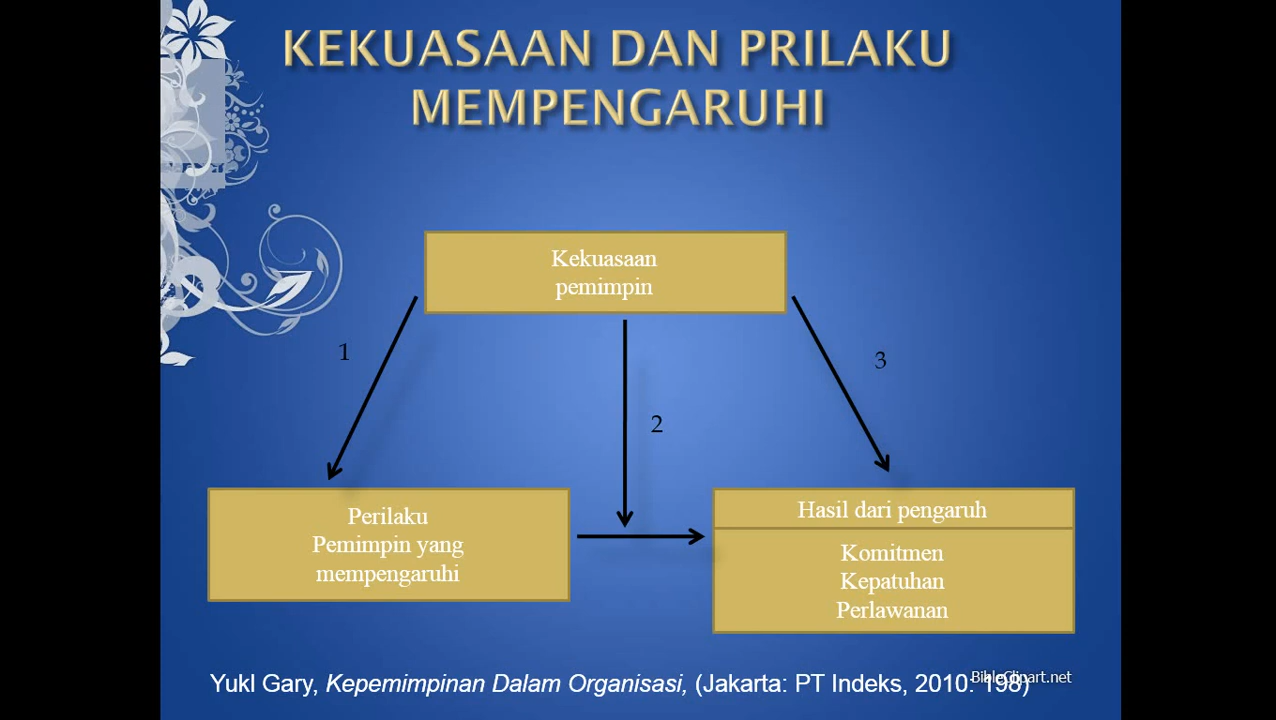 KEKUASAAN DAN PRILAKU
MEMPENGARUHI
Kekuasaan
pemimpin
1
2
3
Perilaku
Pemimpin yang
mempengaruhi
Hasil dari pengaruh
Komitmen
Kepatuhan
Perlawanan
Yukl Gary, Kepemimpinan Dalam Organisasi, (Jakarta: PT Indeks, 2010: 198)
BibleClipart.net